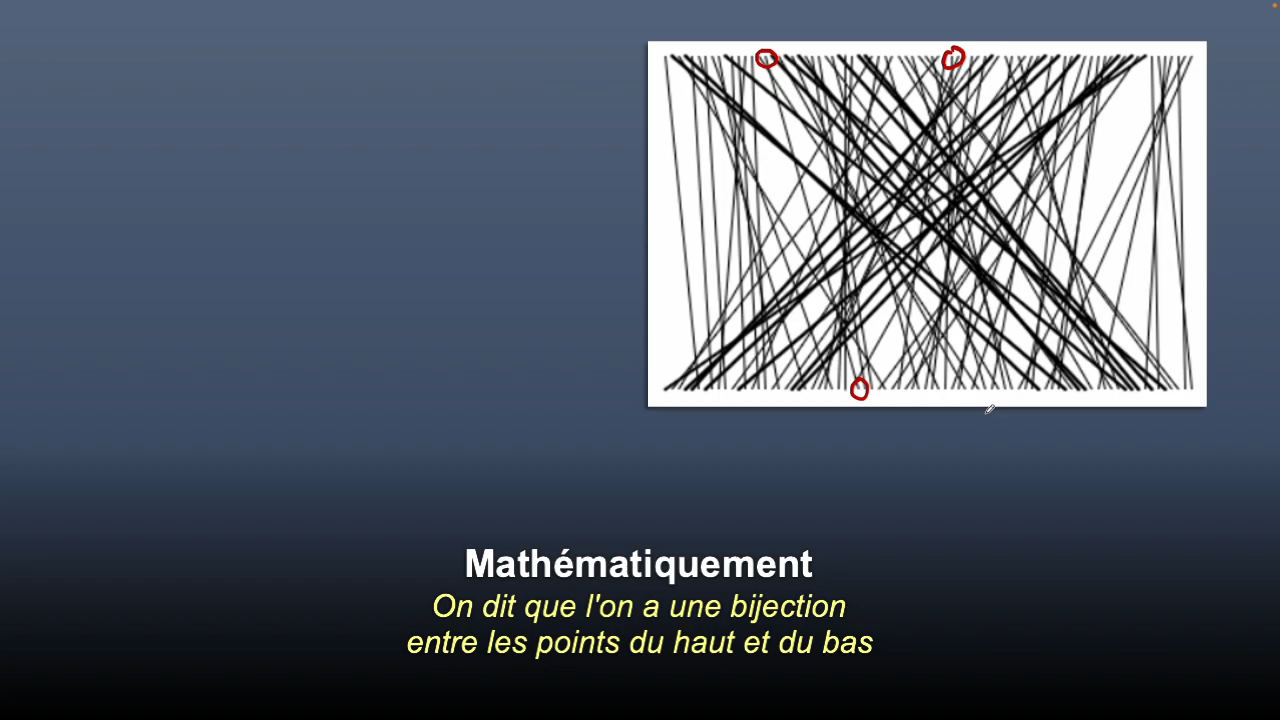 Mathématiquement
On dit que l'on a une bijection
entre les points du haut et du bas